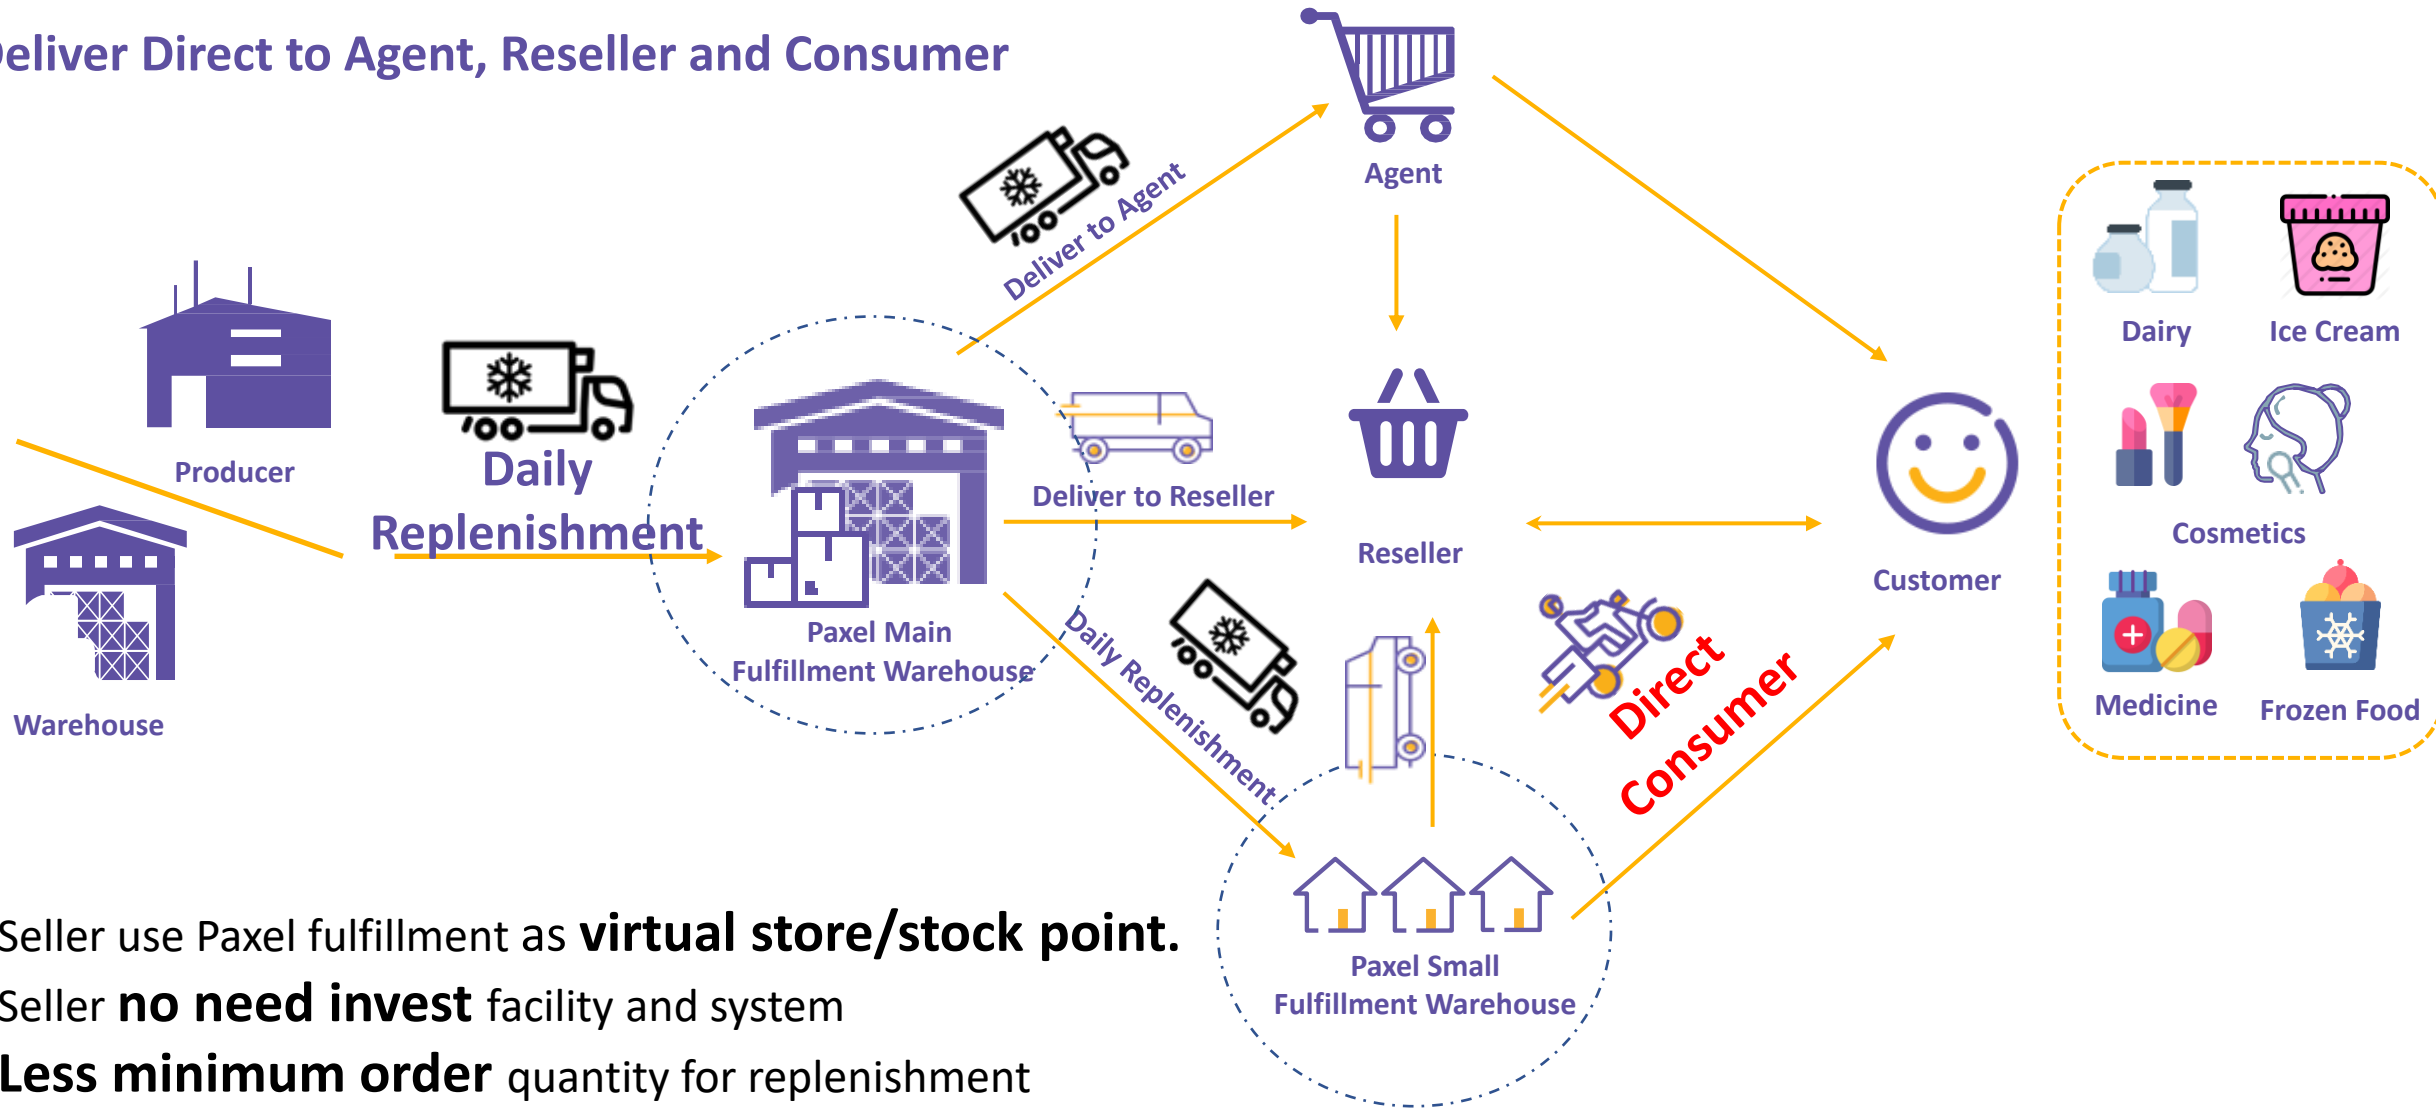 Deliver Direct to Agent, Reseller and Consumer
Agent
Deliver to Agent
Dairy
Ice Cream
Producer
Daily
Replenishment
Deliver to Reseller
Reseller
Cosmetics
Customer
Paxel Main
Fulfillment Warehouse
Daily Replenishment
Direct
Consumer
Medicine
Frozen Food
Warehouse
Seller use Paxel fulfillment as virtual store/stock point.
Seller no need invest facility and system
Less minimum order quantity for replenishment
Paxel Small
Fulfillment Warehouse